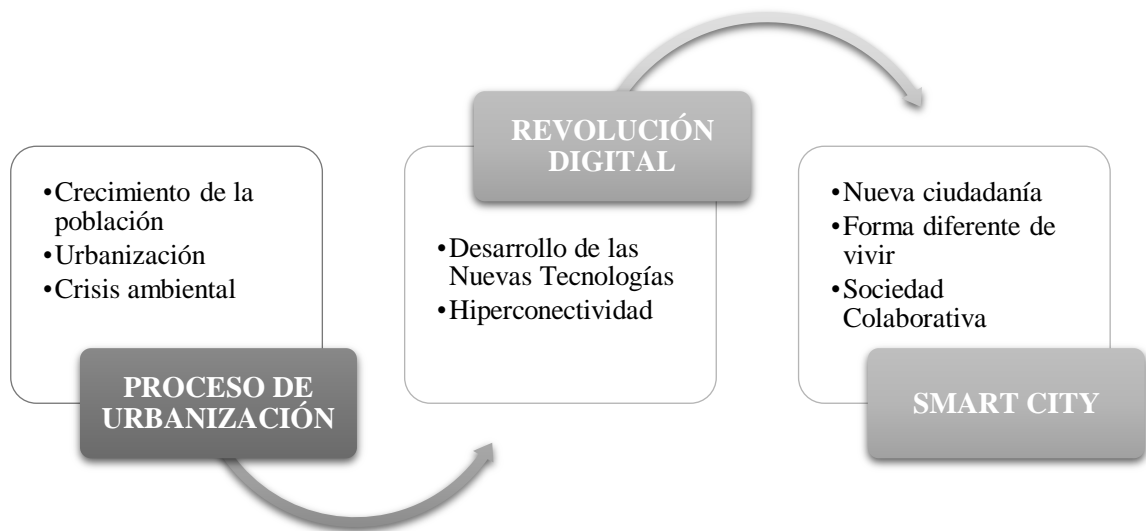 •Crecimiento de la
población
•Urbanización
•Crisis ambiental
PROCESO DE
URBANIZACIÓN
REVOLUCIÓN
DIGITAL
•Desarrollo de las
Nuevas Tecnologías
•Hiperconectividad
•Nueva ciudadanía
•Forma diferente de
vivir
•Sociedad
Colaborativa
SMART CITY